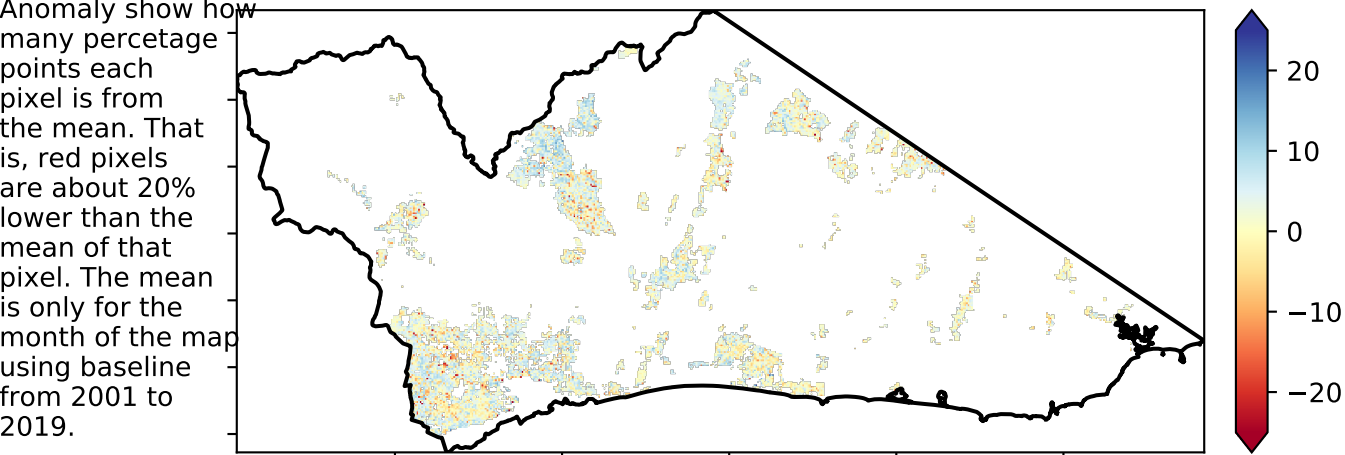 Anomaly show how
many percetage
points each
pixel is from
the mean. That
is, red pixels
are about 20%
lower than the
mean of that
pixel. The mean
is only for the
month of the map
using baseline
from 2001 to
2019.
20
10
0
−10
−20